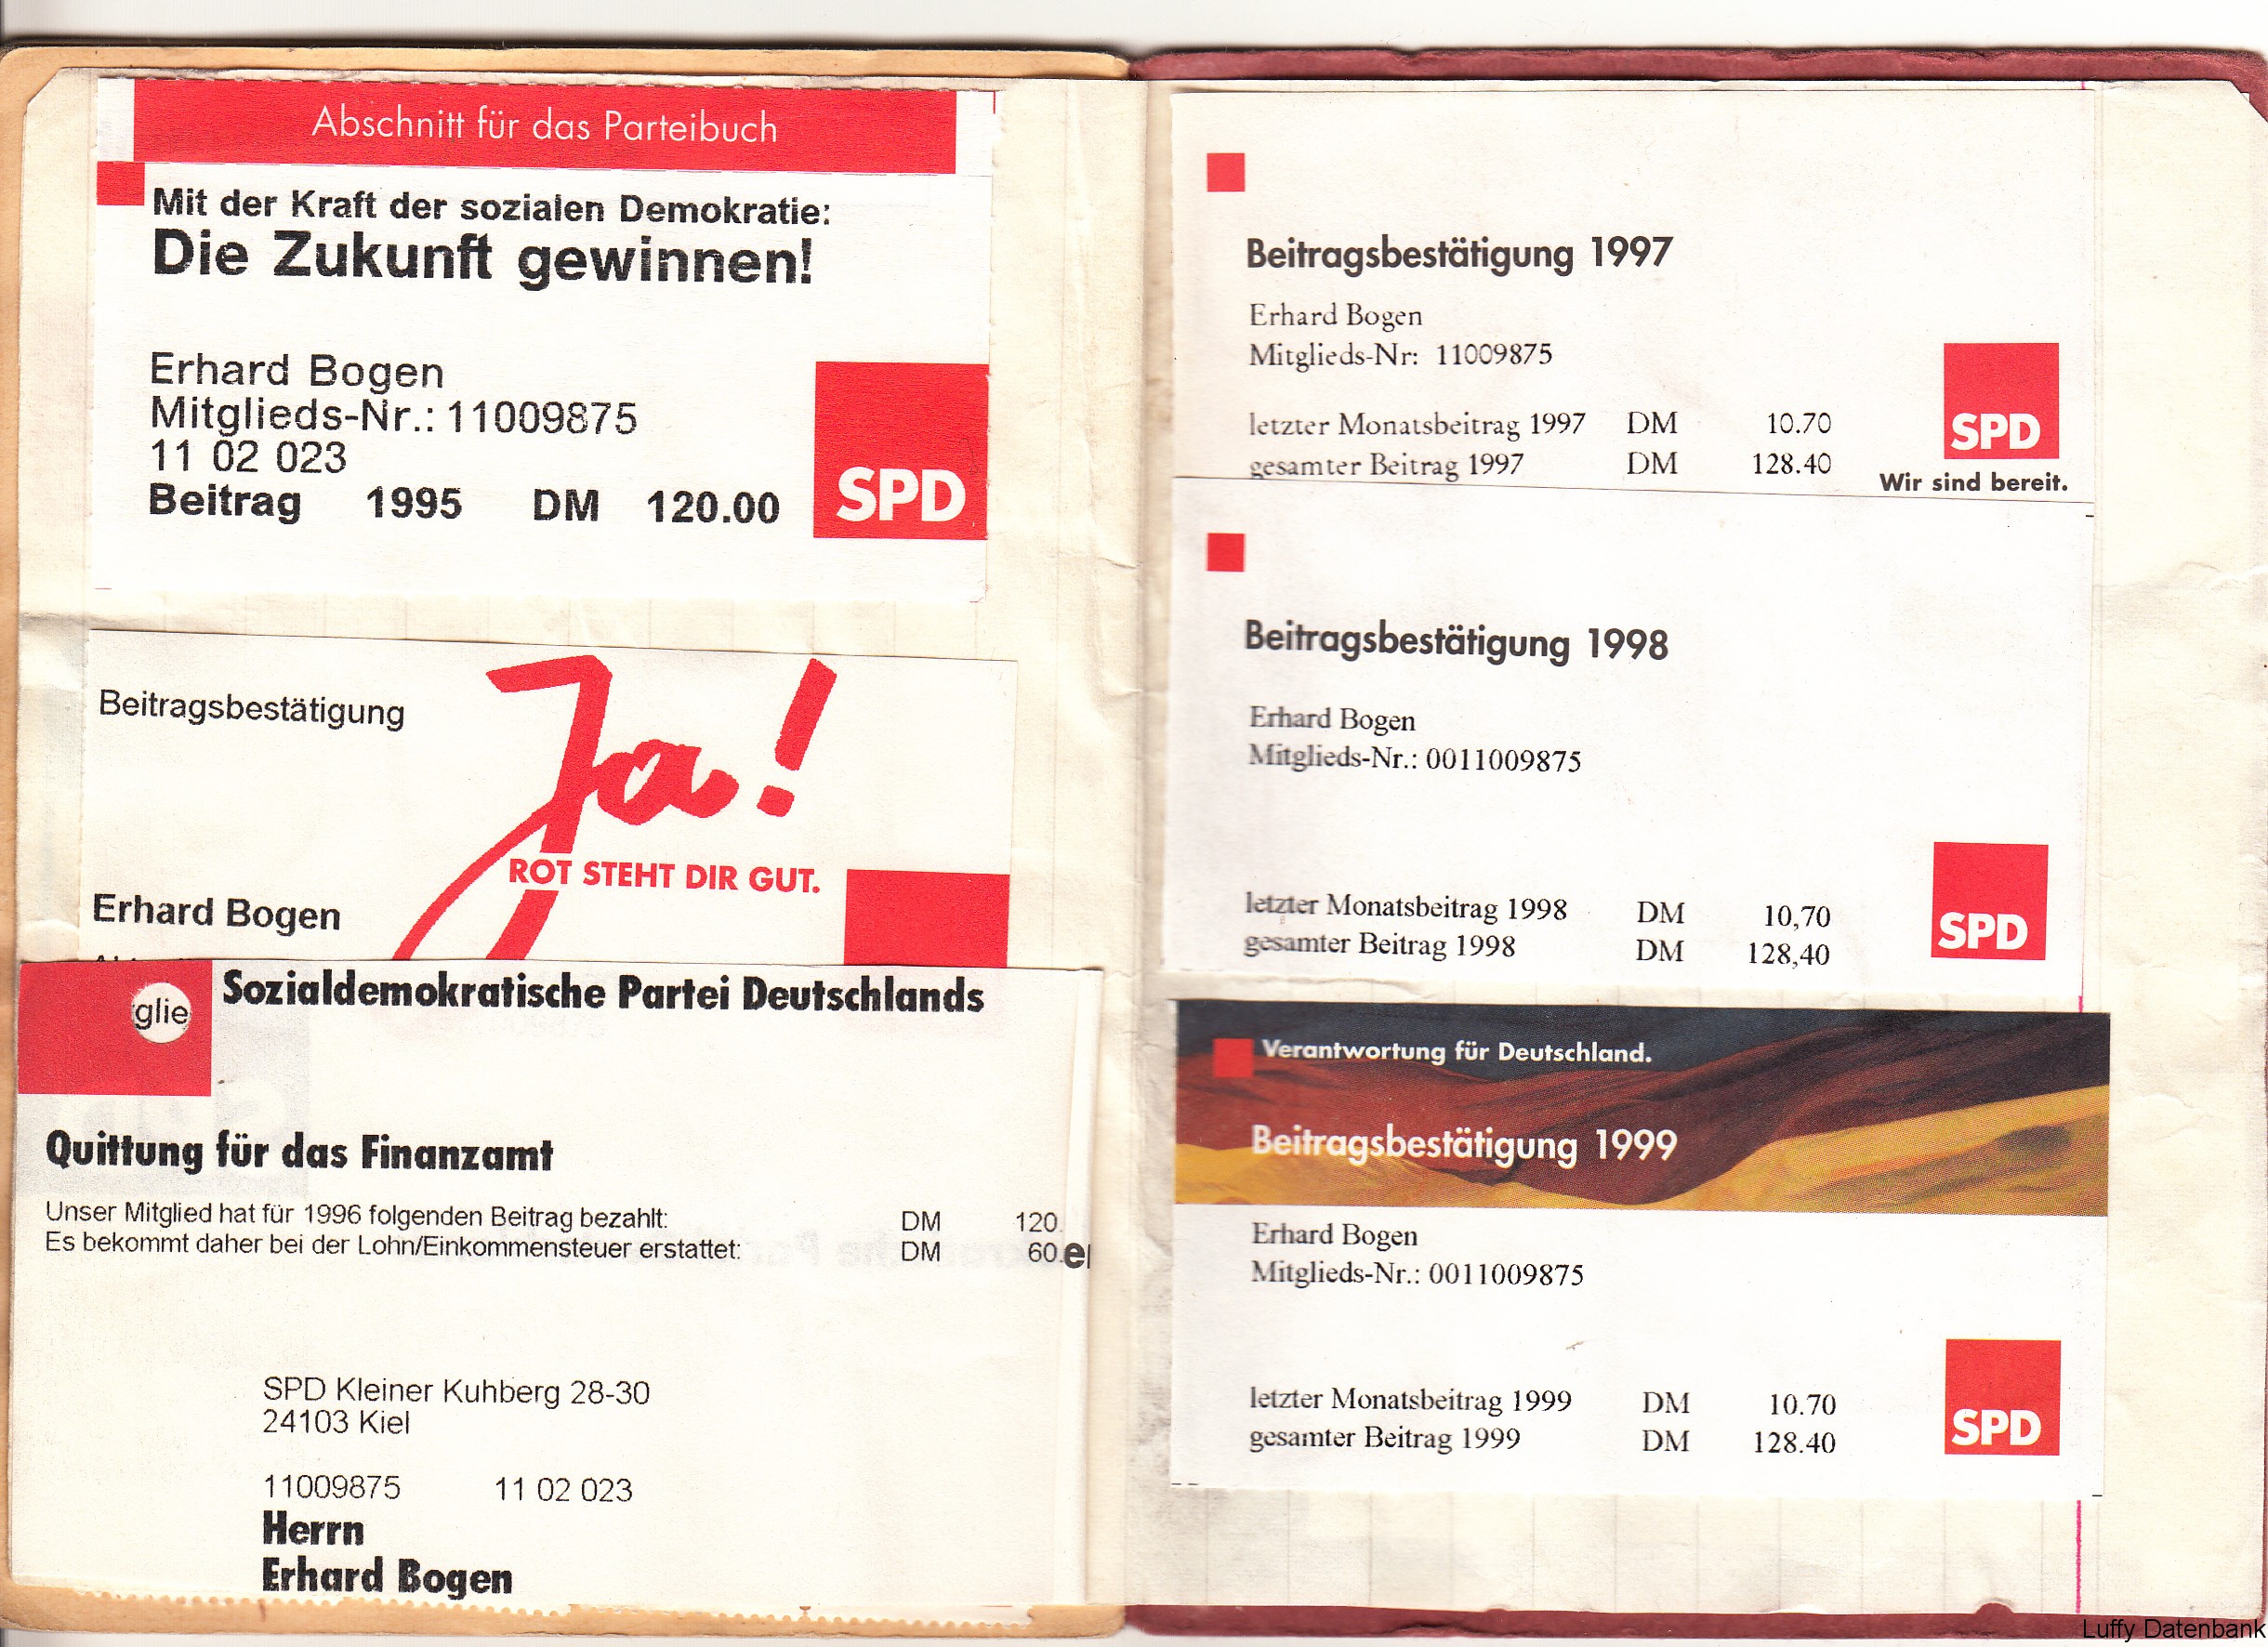 Abschnitt für das Parteibuch
Mit der Kraft der sozialen Demokratie:
Die Zukunft gewinnen!
Erhard Bogen
Mitglieds-Nr.: 11009875
11 02 023
Beitrag 1995 DM 120.00
SPD
Beitragsbestätigung
Ja!
ROT STEHT DIR GUT.
Erhard Bogen
glie
Sozialdemokratische Partei Deutschlands
Quittung für das Finanzamt
Unser Mitglied hat für 1996 folgenden Beitrag bezahlt: DM 120.
Es bekommt daher bei der Lohn/Einkommensteuer erstattet: DM 60.
SPD Kleiner Kuhberg 28-30
24103 Kiel
11009875 11 02 023
Herrn
Erhard Bogen
Beitragsbestätigung 1997
Erhard Bogen
Mitglieds-Nr: 11009875
letzter Monatsbeitrag 1997 DM 10.70
gesamter Beitrag 1997 DM 128.40
SPD
Wir sind bereit.
Beitragsbestätigung 1998
Erhard Bogen
Mitglieds-Nr.: 0011009875
letzter Monatsbeitrag 1998 DM 10,70
gesamter Beitrag 1998 DM 128,40
SPD
Verantwortung für Deutschland.
Beitragsbestätigung 1999
Erhard Bogen
Mitglieds-Nr.: 0011009875
letzter Monatsbeitrag 1999 DM 10.70
gesamter Beitrag 1999 DM 128.40
SPD
Luffy Datenbank